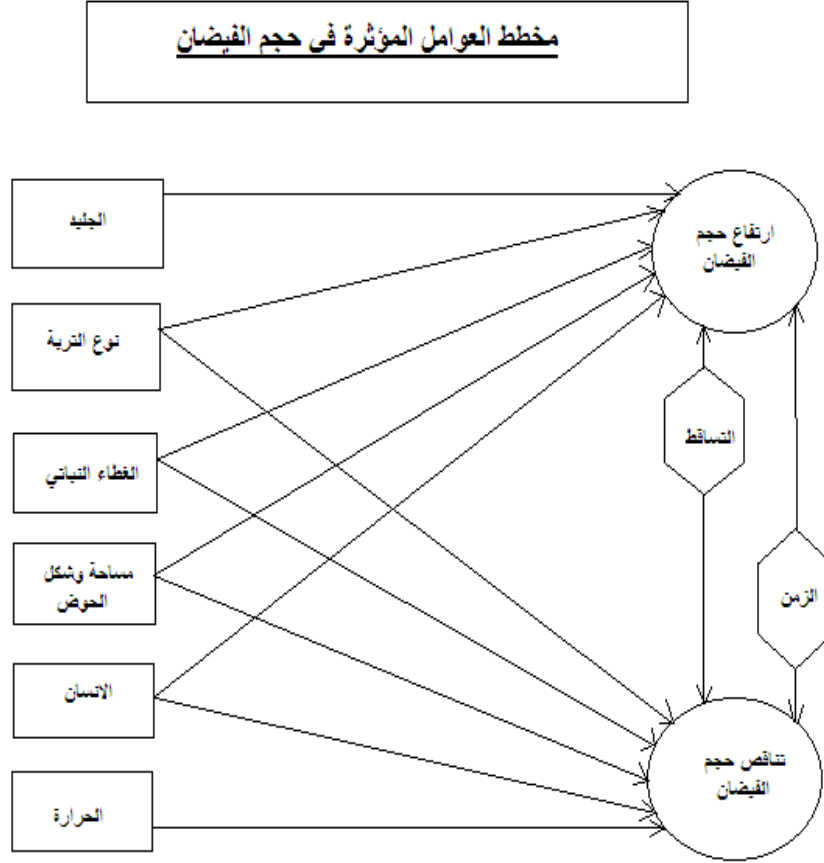 مخطط العوامل المؤثرة في حجم الفيضان
الجليد
ارتفاع حجم
الفيضان
نوع التربة
التساقط
الغطاء النباتي
مساحة وشكل
الحوض
الزمن
الانسان
تناقص حجم
الفيضان
الحرارة